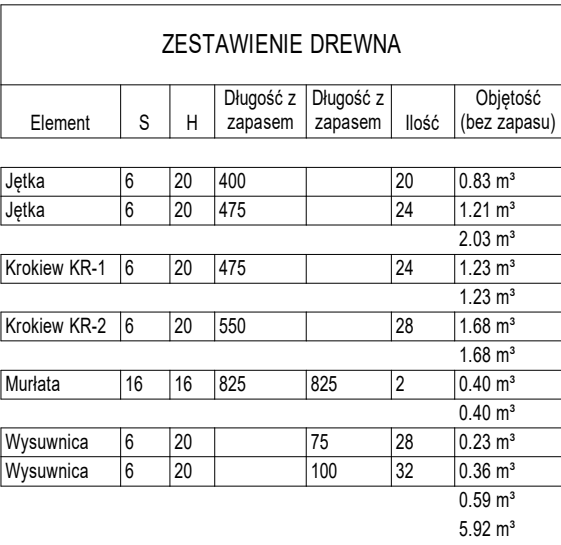 ZESTAWIENIE DREWNA
Element S H Długość z zapasem Długość z zapasem Ilość Objętość (bez zapasu)
Jętka 6 20 400 20 0.83 m³
Jętka 6 20 475 24 1.21 m³
2.03 m³
Krokiew KR-1 6 20 475 24 1.23 m³
1.23 m³
Krokiew KR-2 6 20 550 28 1.68 m³
1.68 m³
Murłata 16 16 825 825 2 0.40 m³
0.40 m³
Wysuwnica 6 20 75 28 0.23 m³
Wysuwnica 6 20 100 32 0.36 m³
0.59 m³
5.92 m³